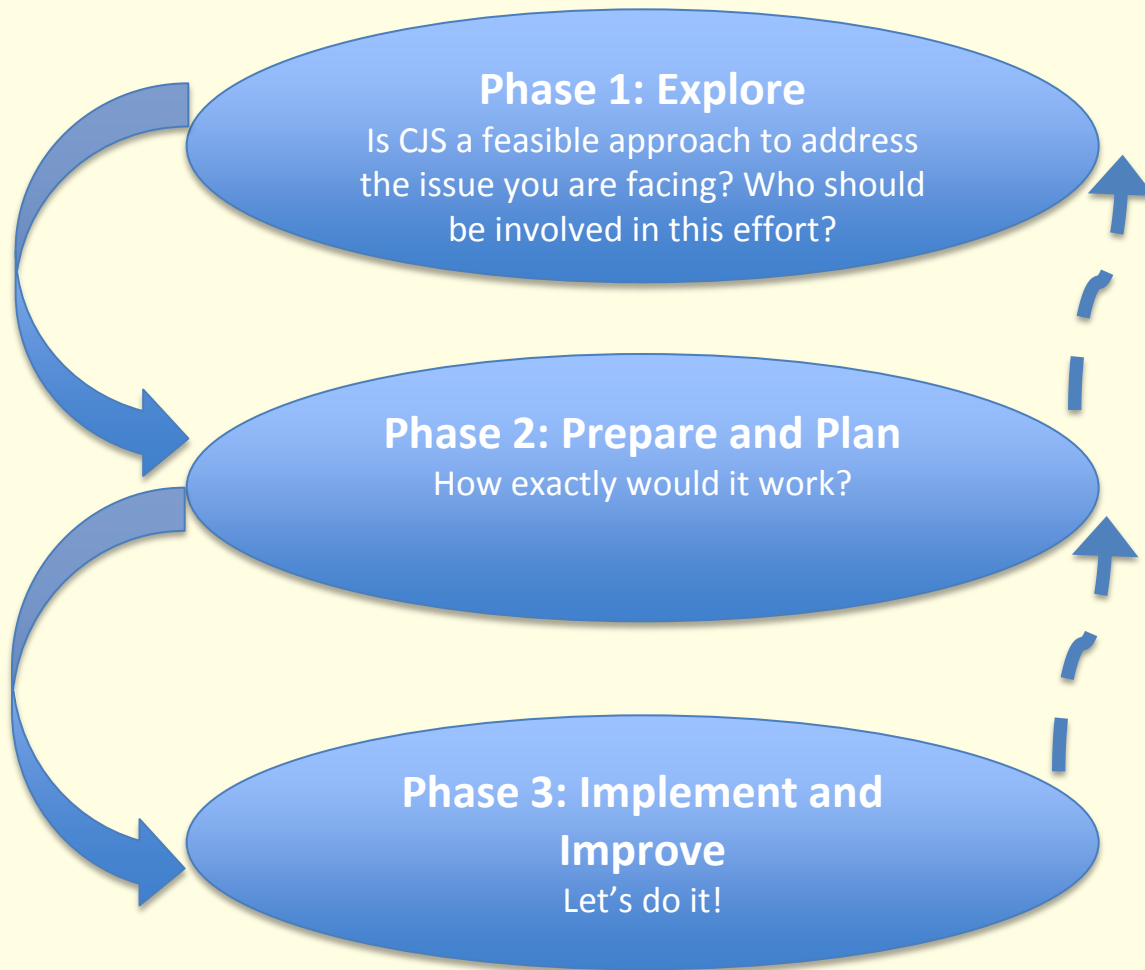 Phase 1: Explore
Is CJS a feasible approach to address
the issue you are facing? Who should
be involved in this effort?
Phase 2: Prepare and Plan
How exactly would it work?
Phase 3: Implement and
Improve
Let’s do it!